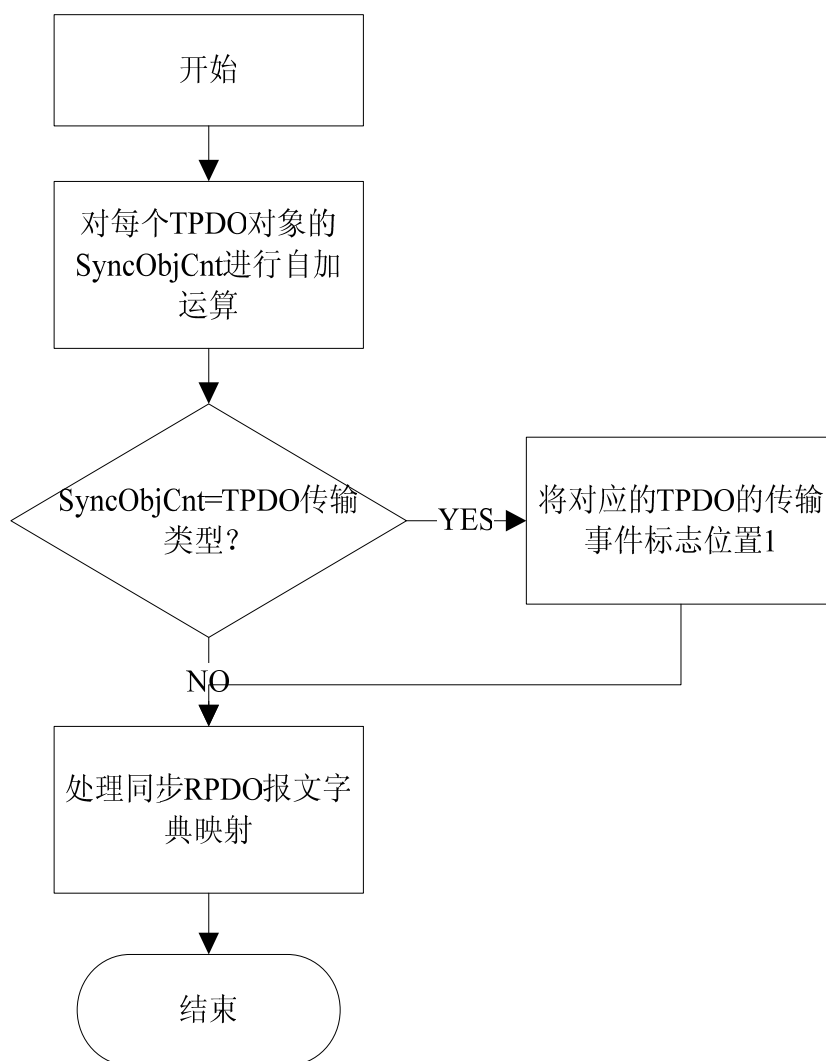 开始
对每个TPDO对象的
SyncObjCnt进行自加
运算
SyncObjCnt=TPDO传输
类型？
YES
将对应的TPDO的传输
事件标志位置1
NO
处理同步RPDO报文字
典映射
结束